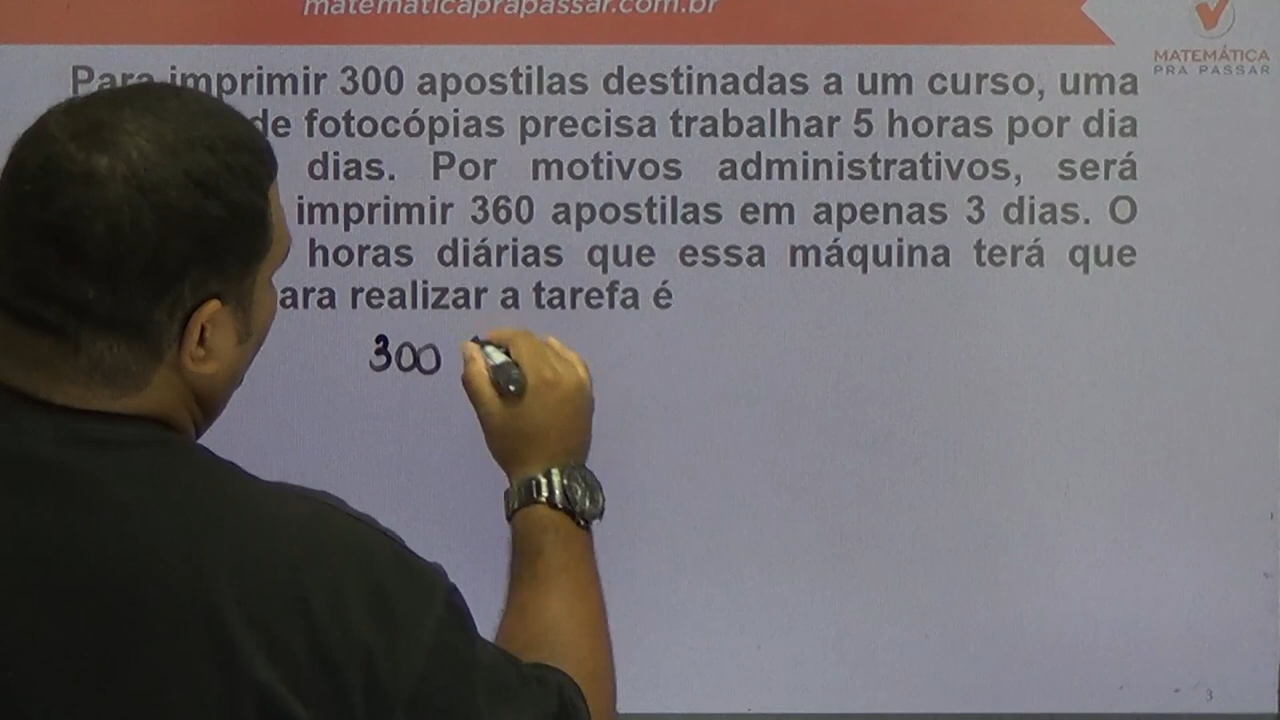 matematicaprapassar.com.br
MATEMÁTICA
PRA PASSAR
Para imprimir 300 apostilas destinadas a um curso, uma
de fotocópias precisa trabalhar 5 horas por dia
dias. Por motivos administrativos, será
imprimir 360 apostilas em apenas 3 dias. O
horas diárias que essa máquina terá que
ara realizar a tarefa é
300
3